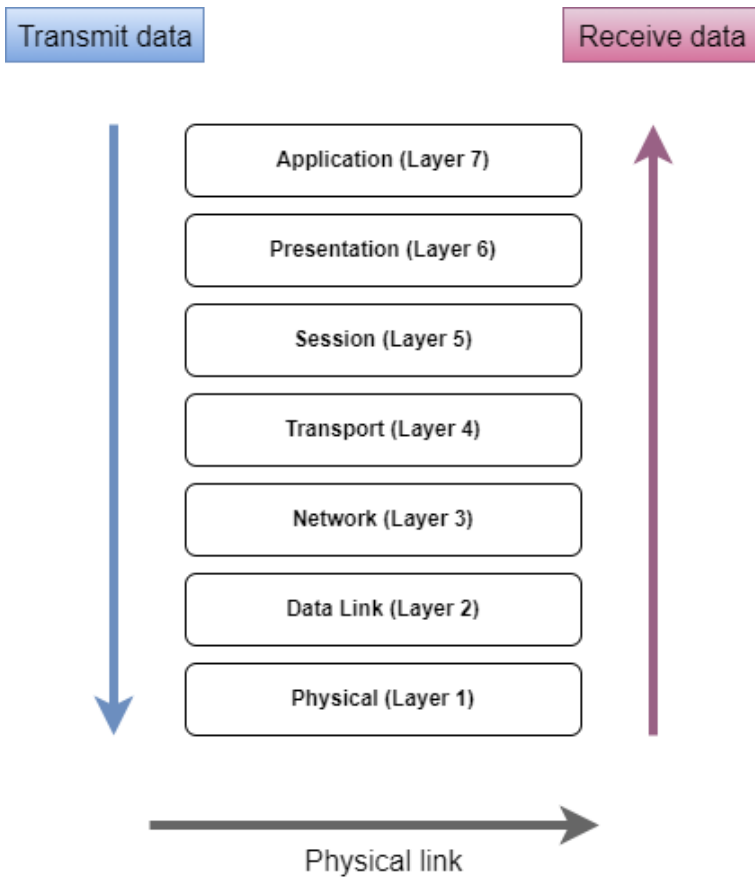 Transmit data
Receive data
Application (Layer 7)
Presentation (Layer 6)
Session (Layer 5)
Transport (Layer 4)
Network (Layer 3)
Data Link (Layer 2)
Physical (Layer 1)
Physical link